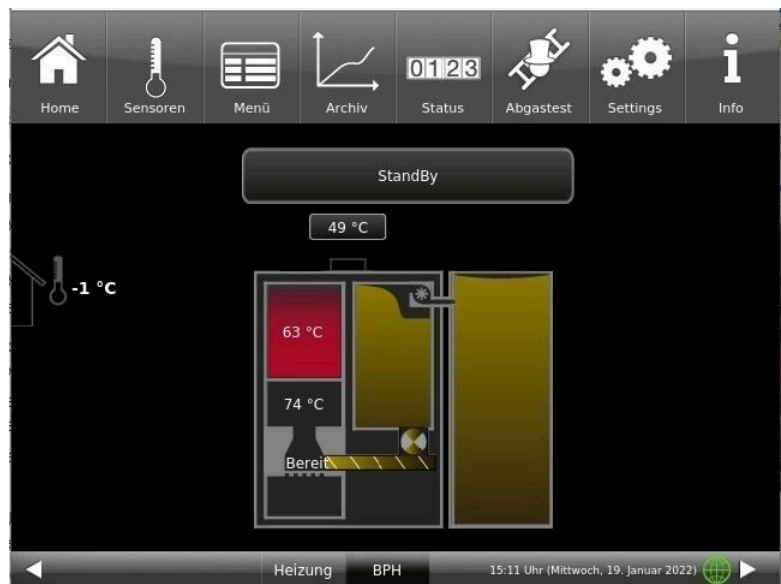 0123
Home Sensoren Menü Archiv Status Abgastest Settings Info
StandBy
49 °C
-1 °C
63 °C
74 °C
Bereit
Heizung BPH 15:11 Uhr (Mittwoch, 19. Januar 2022)